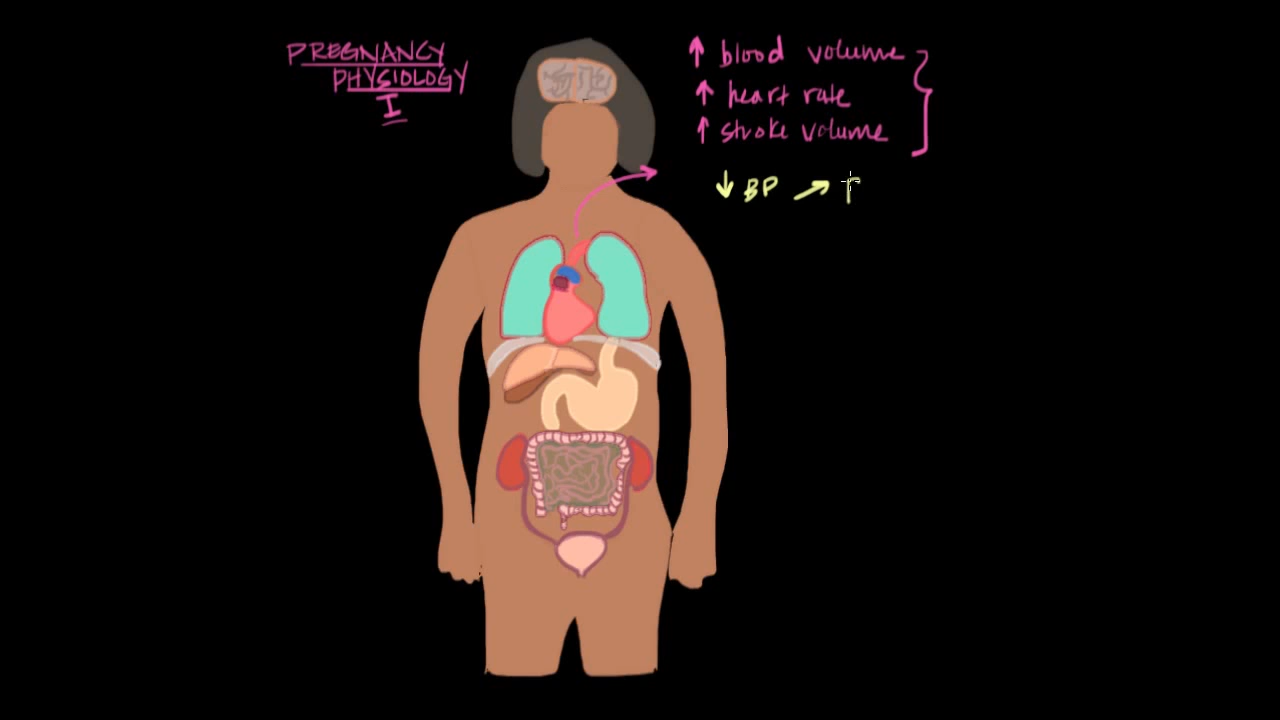 PREGNANCY
PHYSIOLOGY
I
↑ blood volume
↑ heart rate
↑ stroke volume
↓ BP →